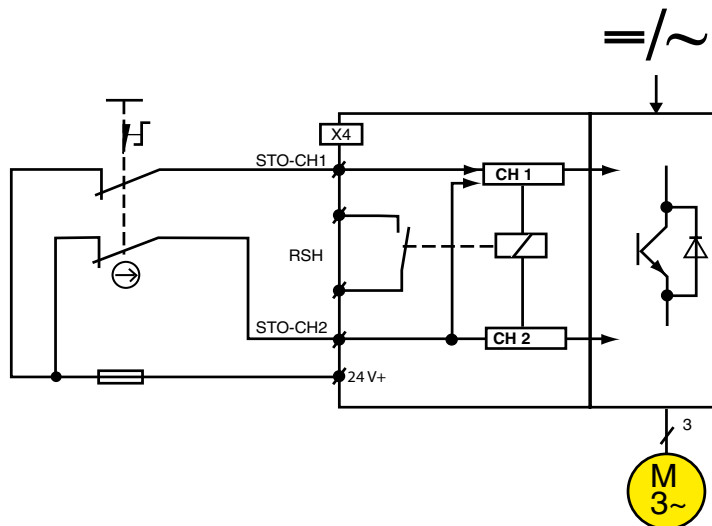 =/~
X4
STO-CH1
CH 1
RSH
STO-CH2
CH 2
24 V+
3
M
3~